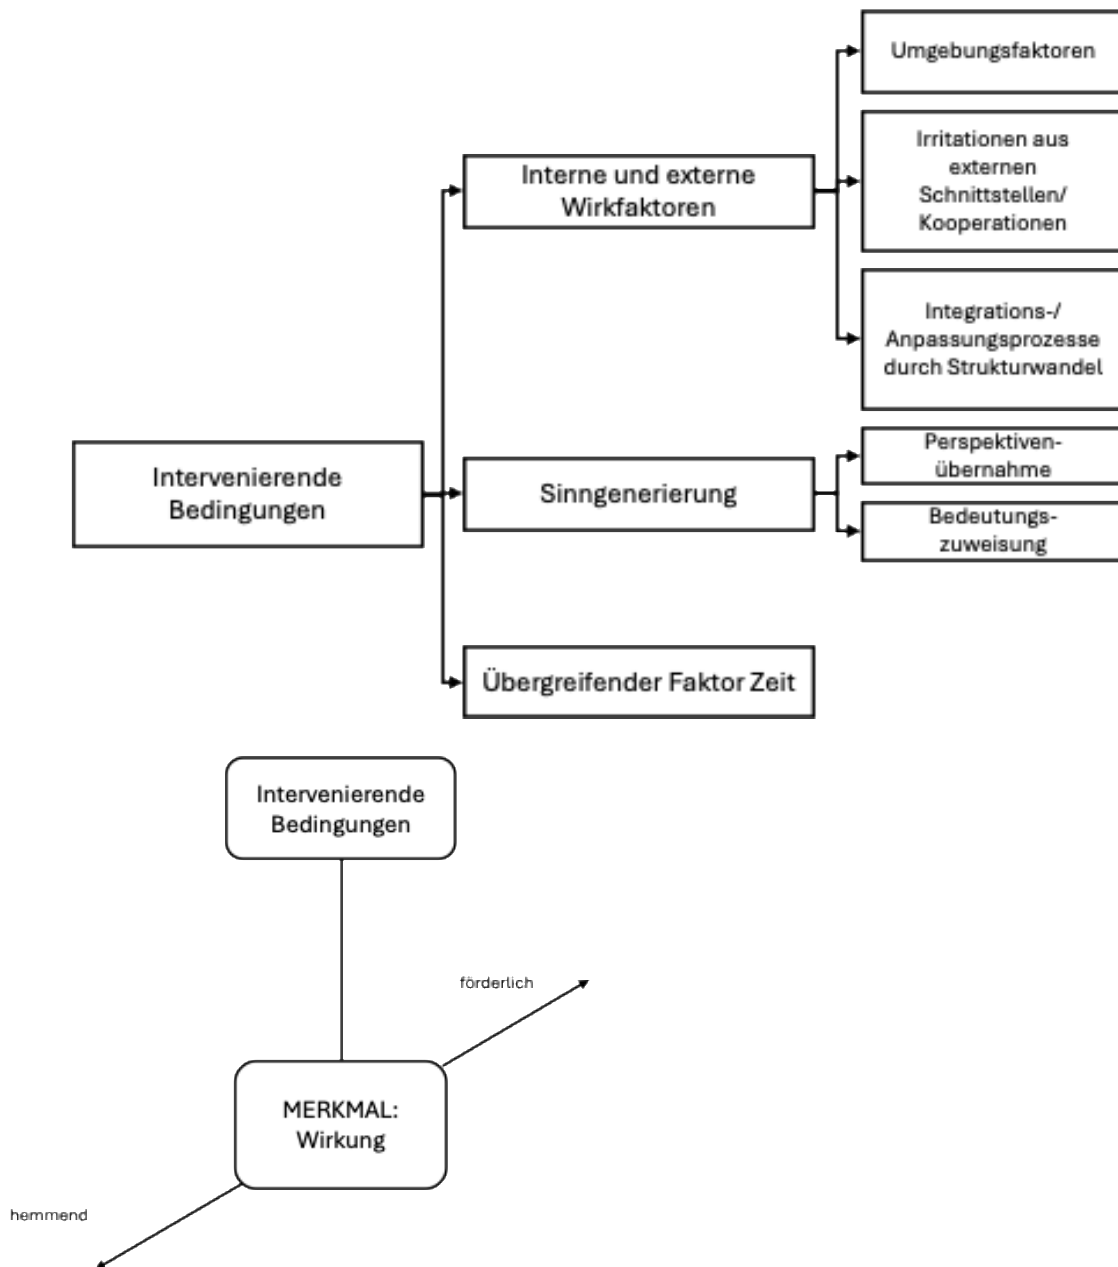 Umgebungsfaktoren
Irritationen aus
externen
Schnittstellen/
Kooperationen
Interne und externe
Wirkfaktoren
Integrations-/
Anpassungsprozesse
durch Strukturwandel
Intervenierende
Bedingungen
Sinngenerierung
Perspektiven-
übernahme
Bedeutungs-
zuweisung
Übergreifender Faktor Zeit
Intervenierende
Bedingungen
förderlich
MERKMAL:
Wirkung
hemmend